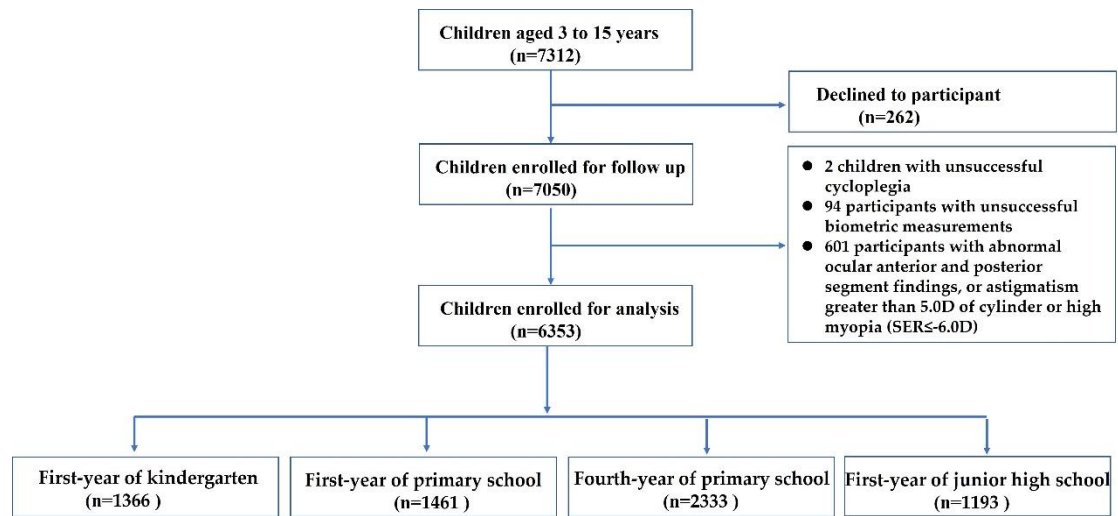 Children aged 3 to 15 years
(n=7312)
Declined to participant
(n=262)
Children enrolled for follow up
(n=7050)
● 2 children with unsuccessful
cycloplegia
● 94 participants with unsuccessful
biometric measurements
● 601 participants with abnormal
ocular anterior and posterior
segment findings, or astigmatism
greater than 5.0D of cylinder or high
myopia (SER≤-6.0D)
Children enrolled for analysis
(n=6353)
First-year of kindergarten
(n=1366 )
First-year of primary school
(n=1461 )
Fourth-year of primary school
(n=2333 )
First-year of junior high school
(n=1193 )